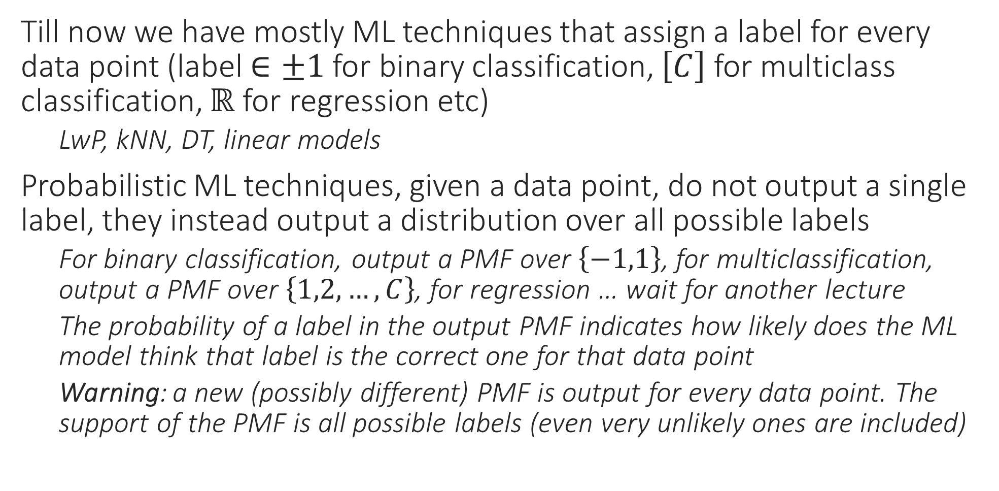 Till now we have mostly ML techniques that assign a label for every
data point (label ∈ ±1 for binary classification, [C] for multiclass
classification, ℝ for regression etc)
LwP, kNN, DT, linear models
Probabilistic ML techniques, given a data point, do not output a single
label, they instead output a distribution over all possible labels
For binary classification, output a PMF over {−1,1}, for multiclassification,
output a PMF over {1,2, … , C}, for regression … wait for another lecture
The probability of a label in the output PMF indicates how likely does the ML
model think that label is the correct one for that data point
Warning: a new (possibly different) PMF is output for every data point. The
support of the PMF is all possible labels (even very unlikely ones are included)